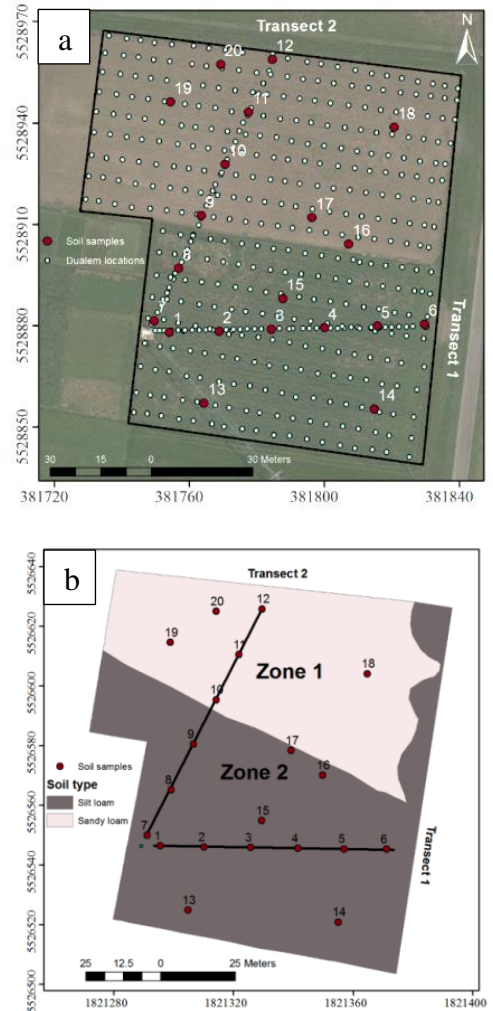 a
Transect 2
N
20
12
19
11
18
10
9
17
16
8
15
7
1
2
3
4
5
6
13
14
Soil samples
Dualem locations
Transect 1
5528970
5528940
5528910
5528880
5528850
30 15 0 30 Meters
381720 381760 381800 381840
b
Transect 2
20
12
19
11
18
10
Zone 1
9
17
16
Zone 2
8
15
7
1
2
3
4
5
6
13
14
Soil samples
Soil type
Silt loam
Sandy loam
Transect 1
5526640
5526620
5526600
5526580
5526560
5526540
5526520
5526500
25 12.5 0 25 Meters
1821280 1821320 1821360 1821400